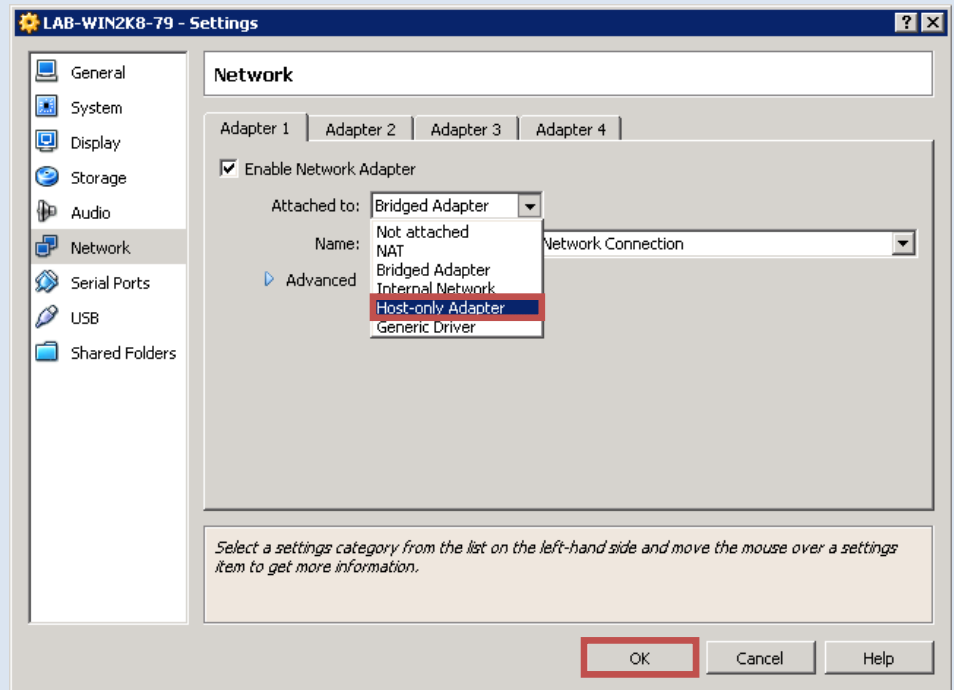 LAB-WIN2K8-79 - Settings
General
System
Display
Storage
Audio
Network
Serial Ports
USB
Shared Folders
Network
Adapter 1 Adapter 2 Adapter 3 Adapter 4
Enable Network Adapter
Attached to: Bridged Adapter
Not attached
NAT
Bridged Adapter
Internal Network
Host-only Adapter
Generic Driver
Name: Network Connection
Advanced
Select a settings category from the list on the left-hand side and move the mouse over a settings
item to get more information.
OK Cancel Help